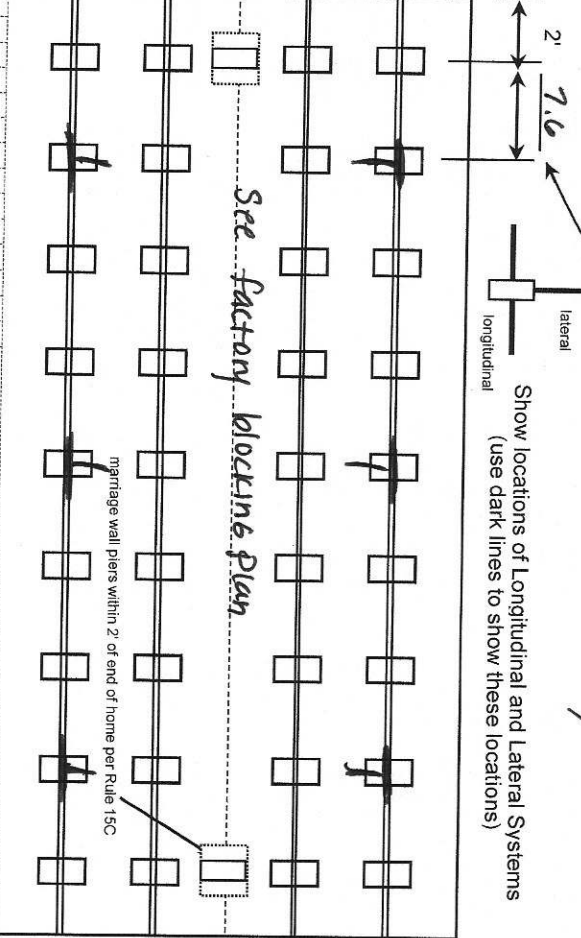 2'
7.6
lateral
longitudinal
Show locations of Longitudinal and Lateral Systems
(use dark lines to show these locations)
See factory blocking Plan
marriage wall piers within 2' of end of home per Rule 15C